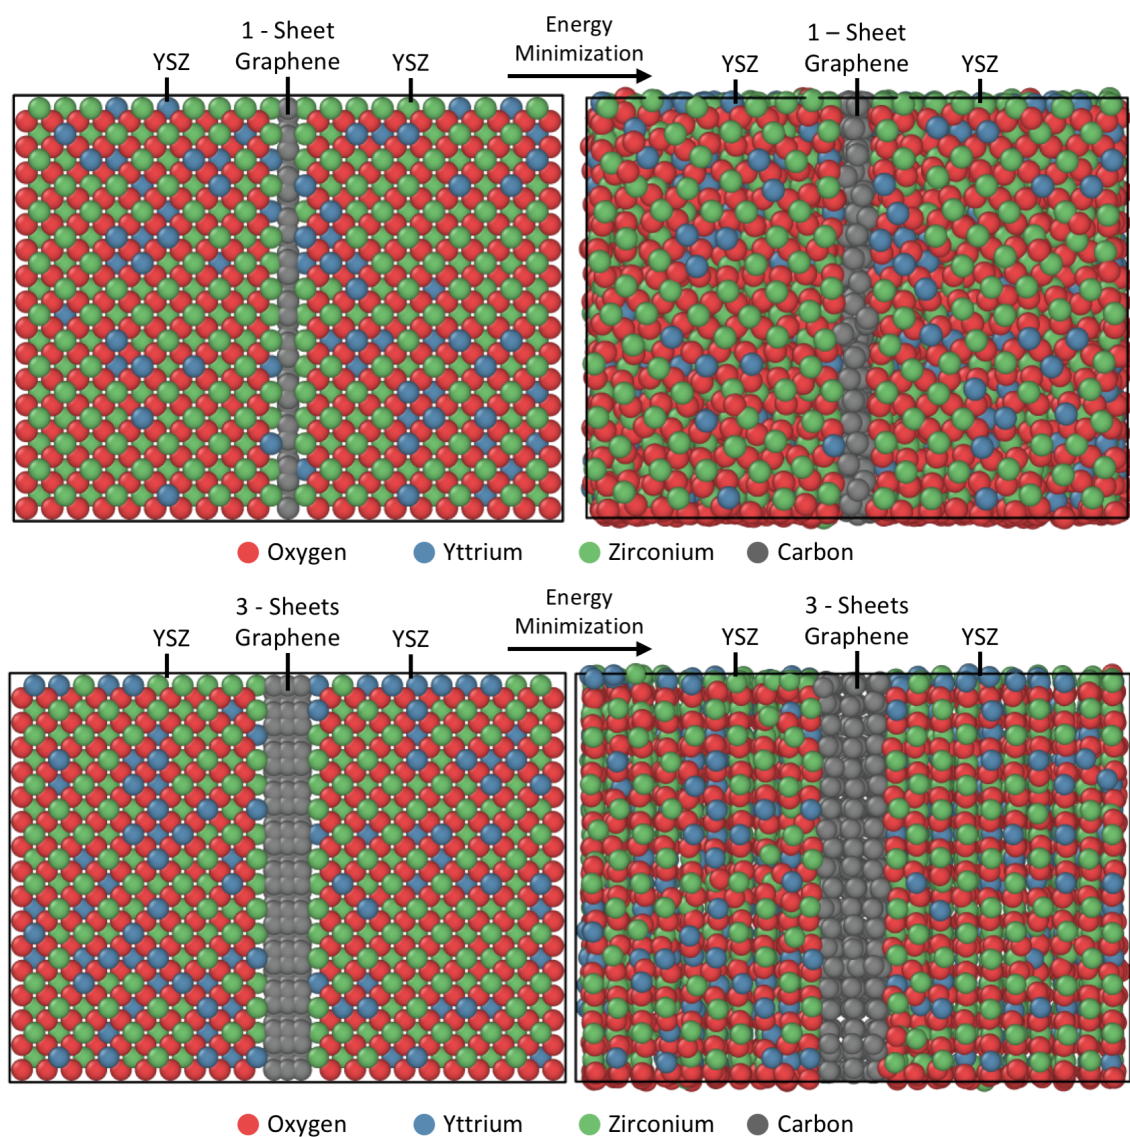 1 - Sheet
Graphene
YSZ
YSZ
Energy
Minimization
1 – Sheet
Graphene
YSZ
YSZ
Oxygen
Yttrium
Zirconium
Carbon
3 - Sheets
Graphene
YSZ
YSZ
Energy
Minimization
3 - Sheets
Graphene
YSZ
YSZ
Oxygen
Yttrium
Zirconium
Carbon